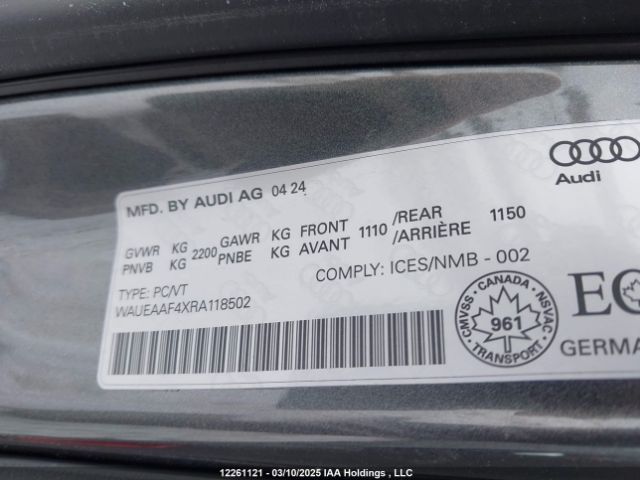 MFD. BY AUDI AG 04 24
Audi
GVWR KG 2200 GAWR KG FRONT 1110 /REAR 1150
PNVB KG PNBE KG AVANT /ARRIÈRE
COMPLY: ICES/NMB - 002
TYPE: PC/VT
WAUEAAF4XRA118502
CMVSS - CANADA - NSVAC
961
TRANSPORT
GERMA
12261121 - 03/10/2025 IAA Holdings , LLC